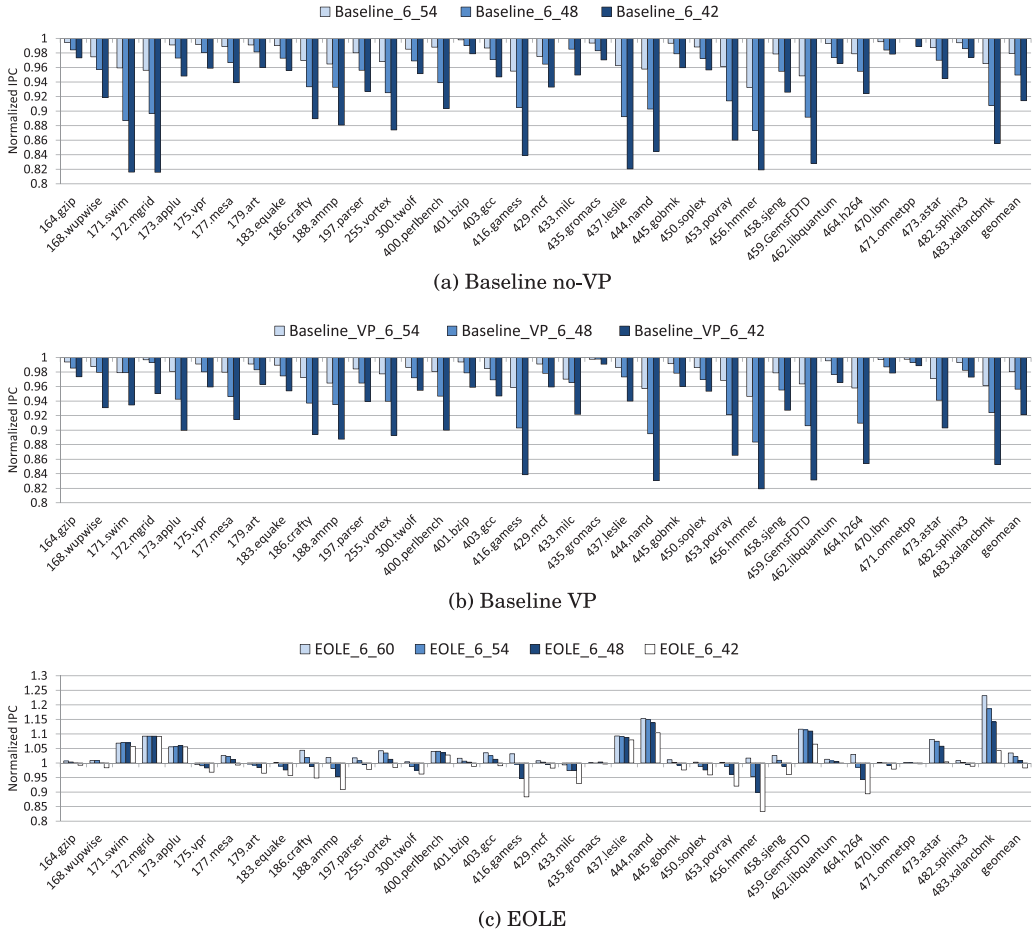 Baseline_6_54 Baseline_6_48 Baseline_6_42
Normalized IPC
1
0.98
0.96
0.94
0.92
0.9
0.88
0.86
0.84
0.82
0.8
164.gzip
168.wupwise
171.swim
172.mgrid
173.applu
175.vpr
177.mesa
179.art
183.equake
186.crafty
188.ammp
197.parser
255.vortex
300.twolf
400.perlbench
401.bzip
403.gcc
416.gamess
429.mcf
433.milc
435.gromacs
437.leslie
444.namd
445.gobmk
450.soplex
453.povray
456.hmmer
458.sjeng
459.GemsFDTD
462.libquantum
464.h264
470.lbm
471.omnetpp
473.astar
482.sphinx3
483.xalancbmk
geomean
(a) Baseline no-VP
Baseline_VP_6_54 Baseline_VP_6_48 Baseline_VP_6_42
Normalized IPC
1
0.98
0.96
0.94
0.92
0.9
0.88
0.86
0.84
0.82
0.8
164.gzip
168.wupwise
171.swim
172.mgrid
173.applu
175.vpr
177.mesa
179.art
183.equake
186.crafty
188.ammp
197.parser
255.vortex
300.twolf
400.perlbench
401.bzip
403.gcc
416.gamess
429.mcf
433.milc
435.gromacs
437.leslie
444.namd
445.gobmk
450.soplex
453.povray
456.hmmer
458.sjeng
459.GemsFDTD
462.libquantum
464.h264
470.lbm
471.omnetpp
473.astar
482.sphinx3
483.xalancbmk
geomean
(b) Baseline VP
EOLE_6_60 EOLE_6_54 EOLE_6_48 EOLE_6_42
Normalized IPC
1.3
1.25
1.2
1.15
1.1
1.05
1
0.95
0.9
0.85
0.8
164.gzip
168.wupwise
171.swim
172.mgrid
173.applu
175.vpr
177.mesa
179.art
183.equake
186.crafty
188.ammp
197.parser
255.vortex
300.twolf
400.perlbench
401.bzip
403.gcc
416.gamess
429.mcf
433.milc
435.gromacs
437.leslie
444.namd
445.gobmk
450.soplex
453.povray
456.hmmer
458.sjeng
459.GemsFDTD
462.libquantum
464.h264
470.lbm
471.omnetpp
473.astar
482.sphinx3
483.xalancbmk
geomean
(c) EOLE